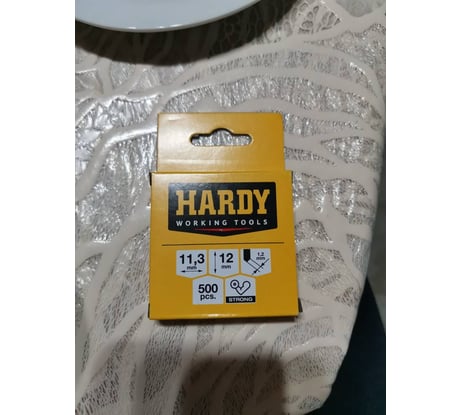 HARDY
WORKING TOOLS
11,3 mm
12 mm
1,2 mm
500 pcs.
STRONG